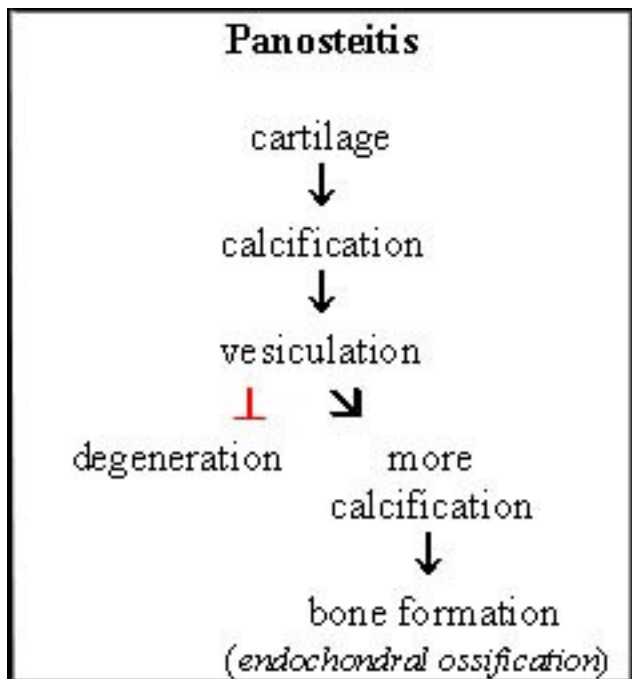 Panosteitis
cartilage
calcification
vesiculation
degeneration
more
calcification
bone formation
(endochondral ossification)